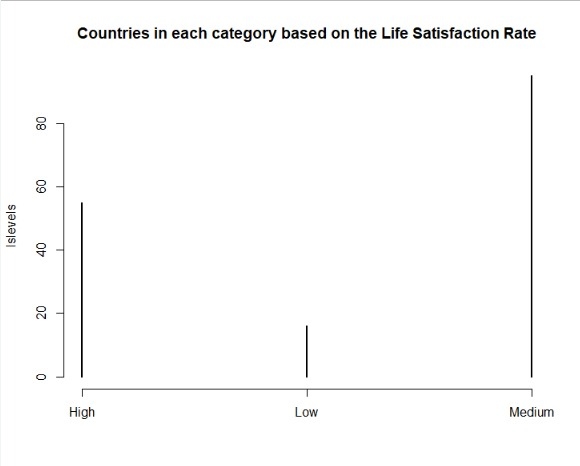 Countries in each category based on the Life Satisfaction Rate
lslevels
80
60
40
20
0
High Low Medium